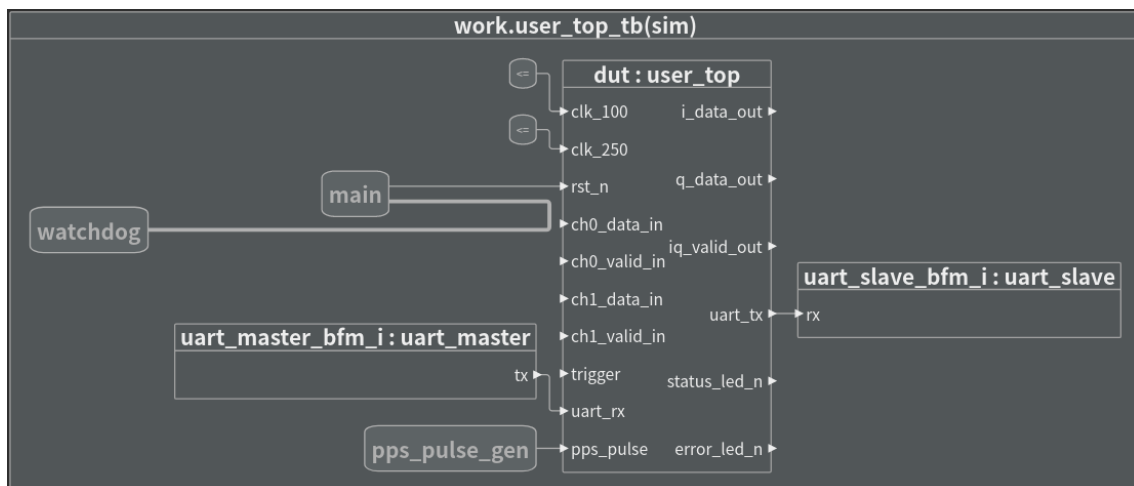 work.user_top_tb(sim)
<=
dut : user_top
clk_100
i_data_out
<=
clk_250
main
rst_n
q_data_out
watchdog
ch0_data_in
ch0_valid_in
iq_valid_out
uart_slave_bfm_i : uart_slave
ch1_data_in
uart_tx
rx
uart_master_bfm_i : uart_master
ch1_valid_in
tx
trigger
status_led_n
uart_rx
pps_pulse_gen
pps_pulse
error_led_n